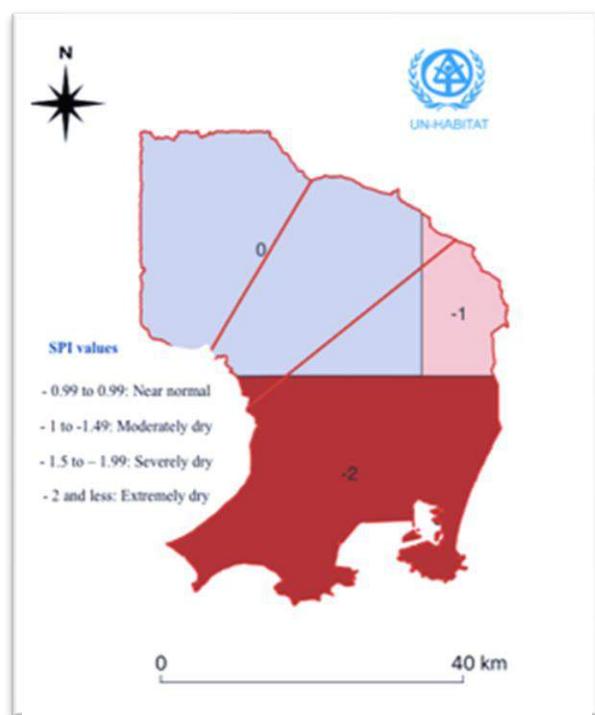 N
UN-HABITAT
0
-1
SPI values
- 0.99 to 0.99: Near normal
- 1 to -1.49: Moderately dry
- 1.5 to – 1.99: Severely dry
- 2 and less: Extremely dry
-2
0
40 km